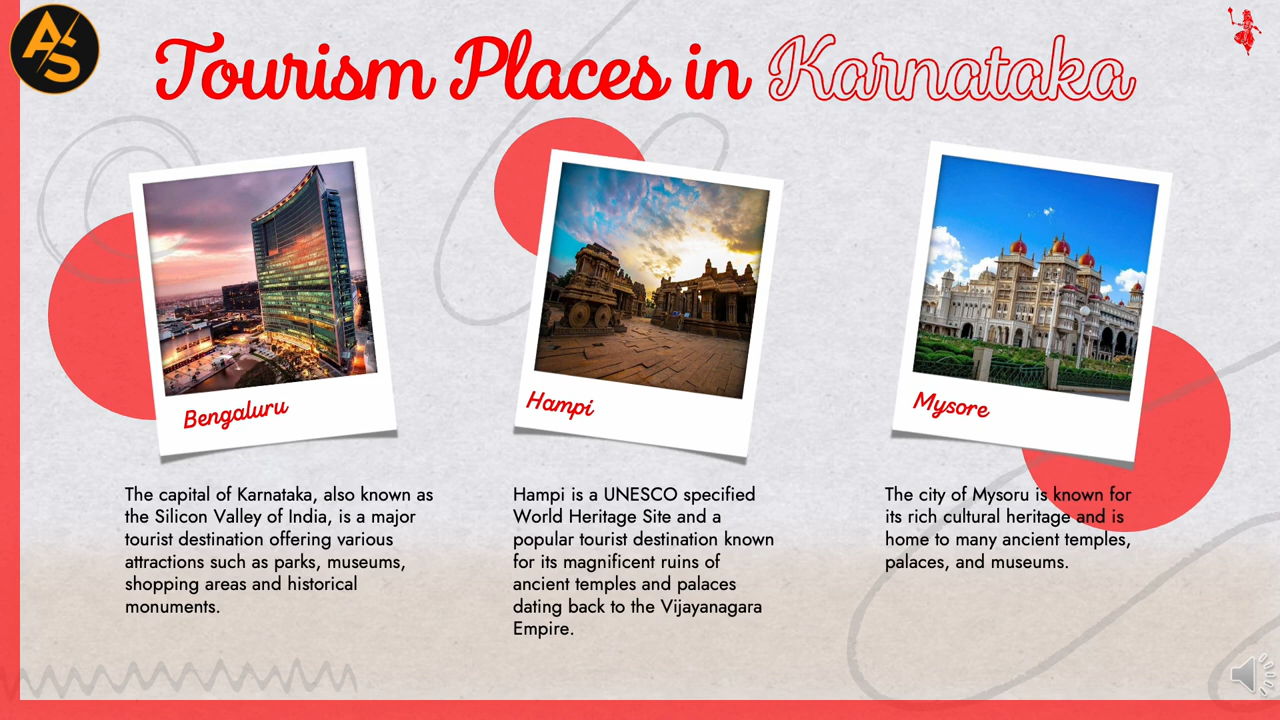 AS
Tourism Places in Karnataka
Bengaluru
Hampi
Mysore
The capital of Karnataka, also known as
the Silicon Valley of India, is a major
tourist destination offering various
attractions such as parks, museums,
shopping areas and historical
monuments.
Hampi is a UNESCO specified
World Heritage Site and a
popular tourist destination known
for its magnificent ruins of
ancient temples and palaces
dating back to the Vijayanagara
Empire.
The city of Mysoru is known for
its rich cultural heritage and is
home to many ancient temples,
palaces, and museums.